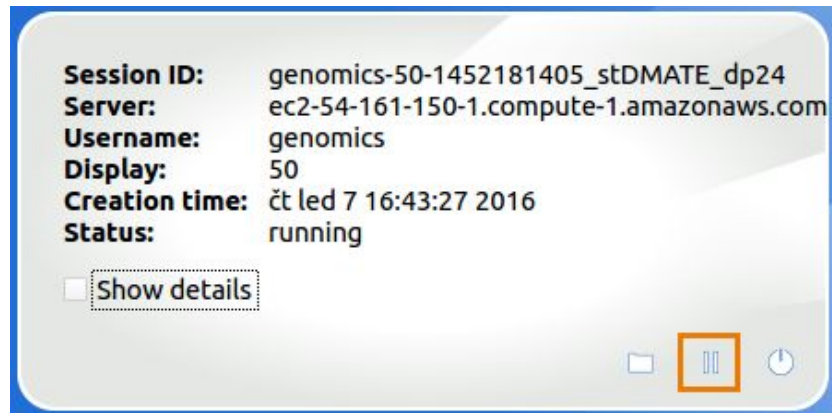 Session ID: genomics-50-1452181405_stDMATE_dp24
Server: ec2-54-161-150-1.compute-1.amazonaws.com
Username: genomics
Display: 50
Creation time: čt led 7 16:43:27 2016
Status: running
Show details